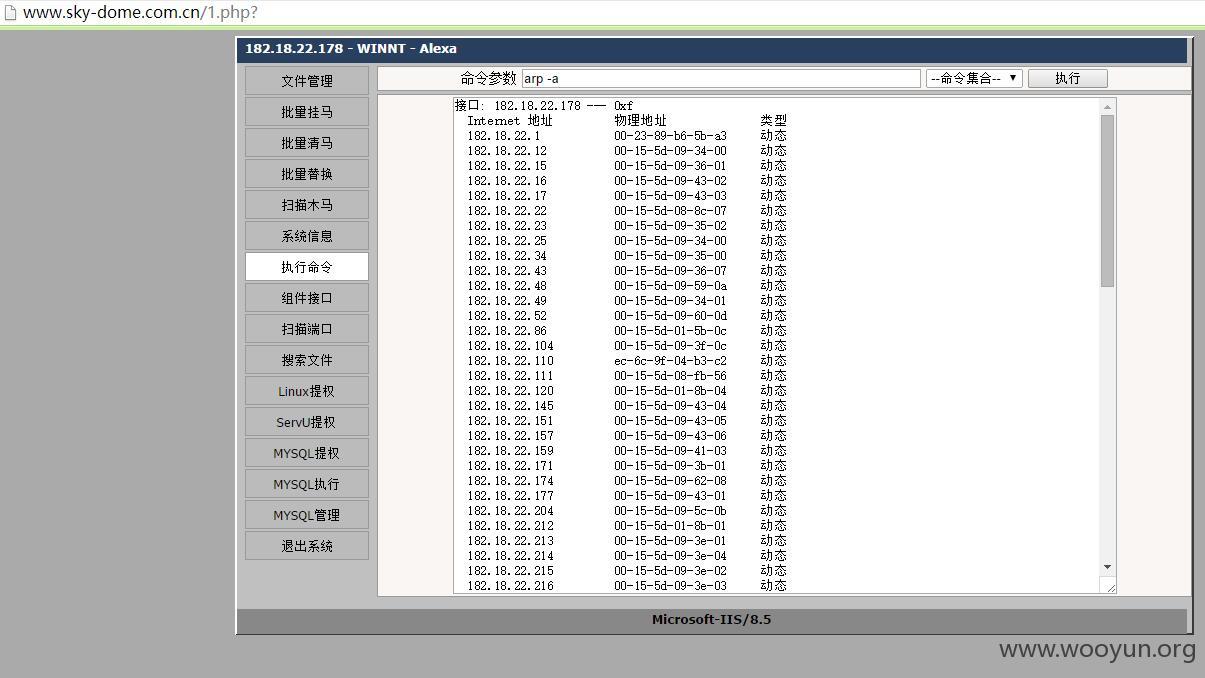 www.sky-dome.com.cn/1.php?
182.18.22.178 - WINNT - Alexa
文件管理
批量挂马
批量清马
批量替换
扫描木马
系统信息
执行命令
组件接口
扫描端口
搜索文件
Linux提权
ServU提权
MYSQL提权
MYSQL执行
MYSQL管理
退出系统
命令参数 arp -a --命令集合-- 执行
接口: 182.18.22.178 --- 0xf
Internet 地址 物理地址 类型
182.18.22.1 00-23-89-b6-5b-a3 动态
182.18.22.12 00-15-5d-09-34-00 动态
182.18.22.15 00-15-5d-09-36-01 动态
182.18.22.16 00-15-5d-09-43-02 动态
182.18.22.17 00-15-5d-09-43-03 动态
182.18.22.22 00-15-5d-08-8c-07 动态
182.18.22.23 00-15-5d-09-35-02 动态
182.18.22.25 00-15-5d-09-34-00 动态
182.18.22.34 00-15-5d-09-35-00 动态
182.18.22.43 00-15-5d-09-36-07 动态
182.18.22.48 00-15-5d-09-59-0a 动态
182.18.22.49 00-15-5d-09-34-01 动态
182.18.22.52 00-15-5d-09-60-0d 动态
182.18.22.86 00-15-5d-01-5b-0c 动态
182.18.22.104 00-15-5d-09-3f-0c 动态
182.18.22.110 ec-6c-9f-04-b3-c2 动态
182.18.22.111 00-15-5d-08-fb-56 动态
182.18.22.120 00-15-5d-01-8b-04 动态
182.18.22.145 00-15-5d-09-43-04 动态
182.18.22.151 00-15-5d-09-43-05 动态
182.18.22.157 00-15-5d-09-43-06 动态
182.18.22.159 00-15-5d-09-41-03 动态
182.18.22.171 00-15-5d-09-3b-01 动态
182.18.22.174 00-15-5d-09-62-08 动态
182.18.22.177 00-15-5d-09-43-01 动态
182.18.22.204 00-15-5d-09-5c-0b 动态
182.18.22.212 00-15-5d-01-8b-01 动态
182.18.22.213 00-15-5d-09-3e-01 动态
182.18.22.214 00-15-5d-09-3e-04 动态
182.18.22.215 00-15-5d-09-3e-02 动态
182.18.22.216 00-15-5d-09-3e-03 动态
Microsoft-IIS/8.5
www.wooyun.org